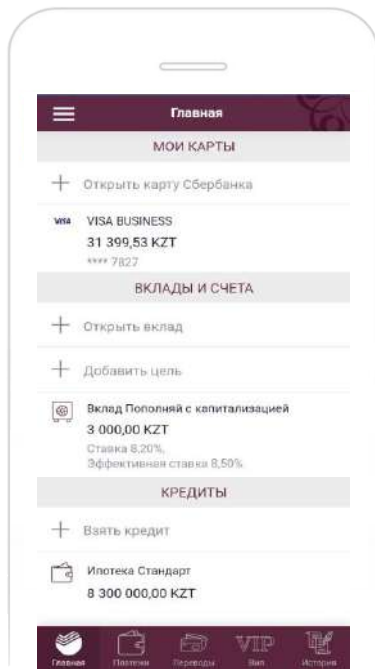 Главная
МОИ КАРТЫ
Открыть карту Сбербанка
VISA VISA BUSINESS
31 399,53 KZT
**** 7827
ВКЛАДЫ И СЧЕТА
Открыть вклад
Добавить цель
Вклад Пополняй с капитализацией
3 000,00 KZT
Ставка 8,20%,
Эффективная ставка 8,50%
КРЕДИТЫ
Взять кредит
Ипотека Стандарт
8 300 000,00 KZT
VIP
Главная Платежи Переводы Вип История